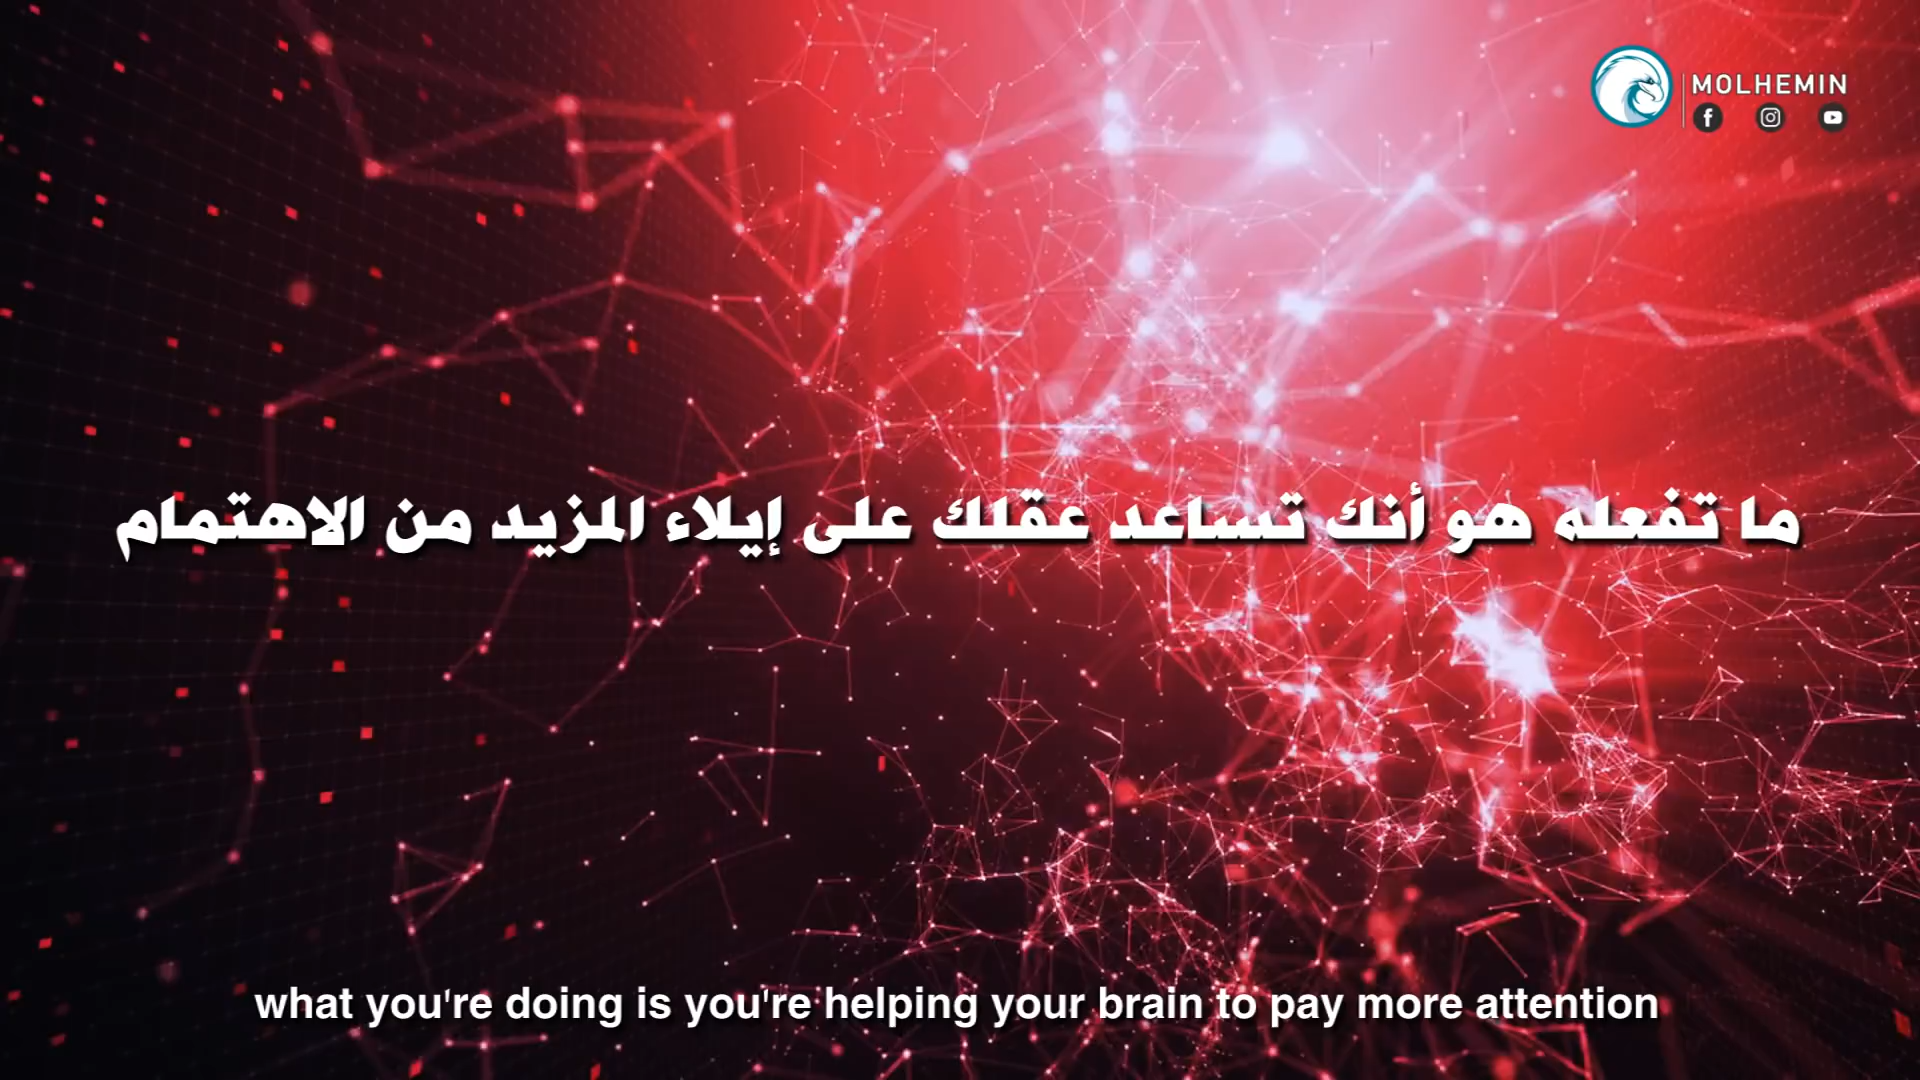 MOLHEMIN
ما تفعله هو أنك تساعد عقلك على إيلاء المزيد من الاهتمام
what you're doing is you're helping your brain to pay more attention